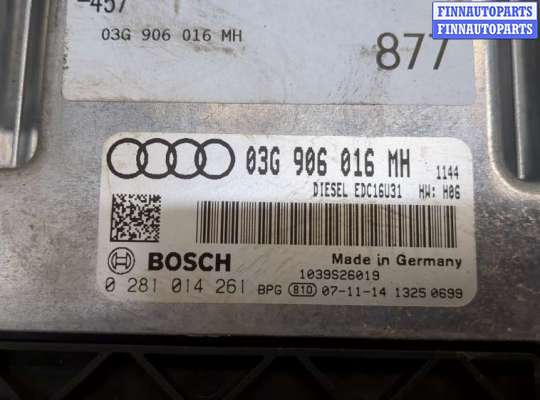 FINNAUTOPARTS
FINNAUTOPARTS
-457
03G 906 016 MH
877
03G 906 016 MH 1144
DIESEL EDC16U31 HW: H06
BOSCH
Made in Germany
1039S26019
0 281 014 261 BPG 81D 07-11-14 1325 0699